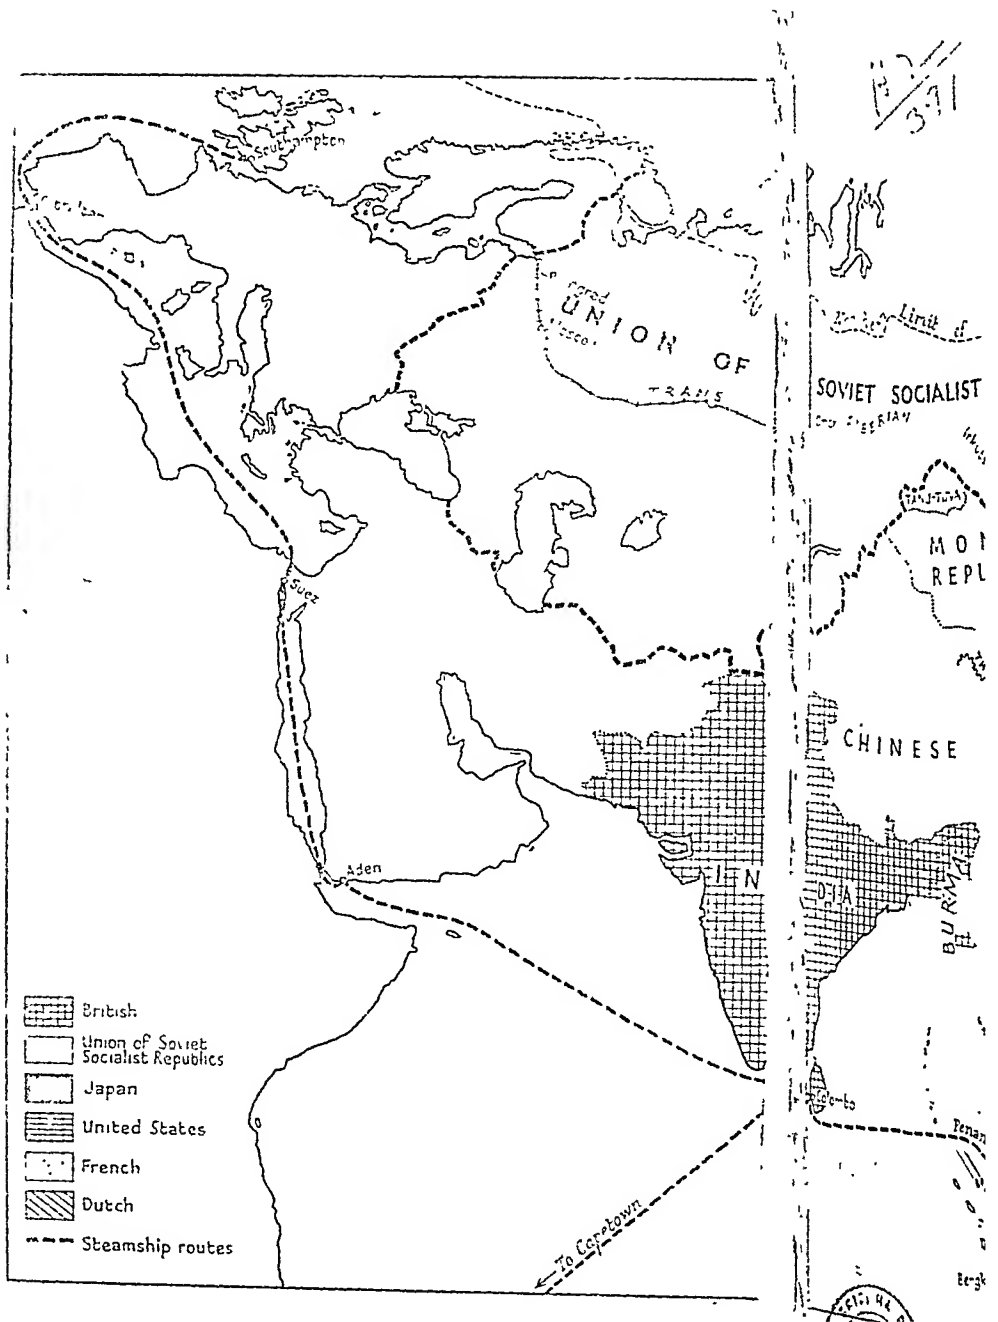 Southampton
UNION OF
TRANS
Limit of
SOVIET SOCIALIST
MON
REPU
Suez
CHINESE
Aden
IN
DIA
BURMA
British
Union of Soviet
Socialist Republics
Japan
United States
French
Dutch
Steamship routes
Colombo
Penan
To Capetown